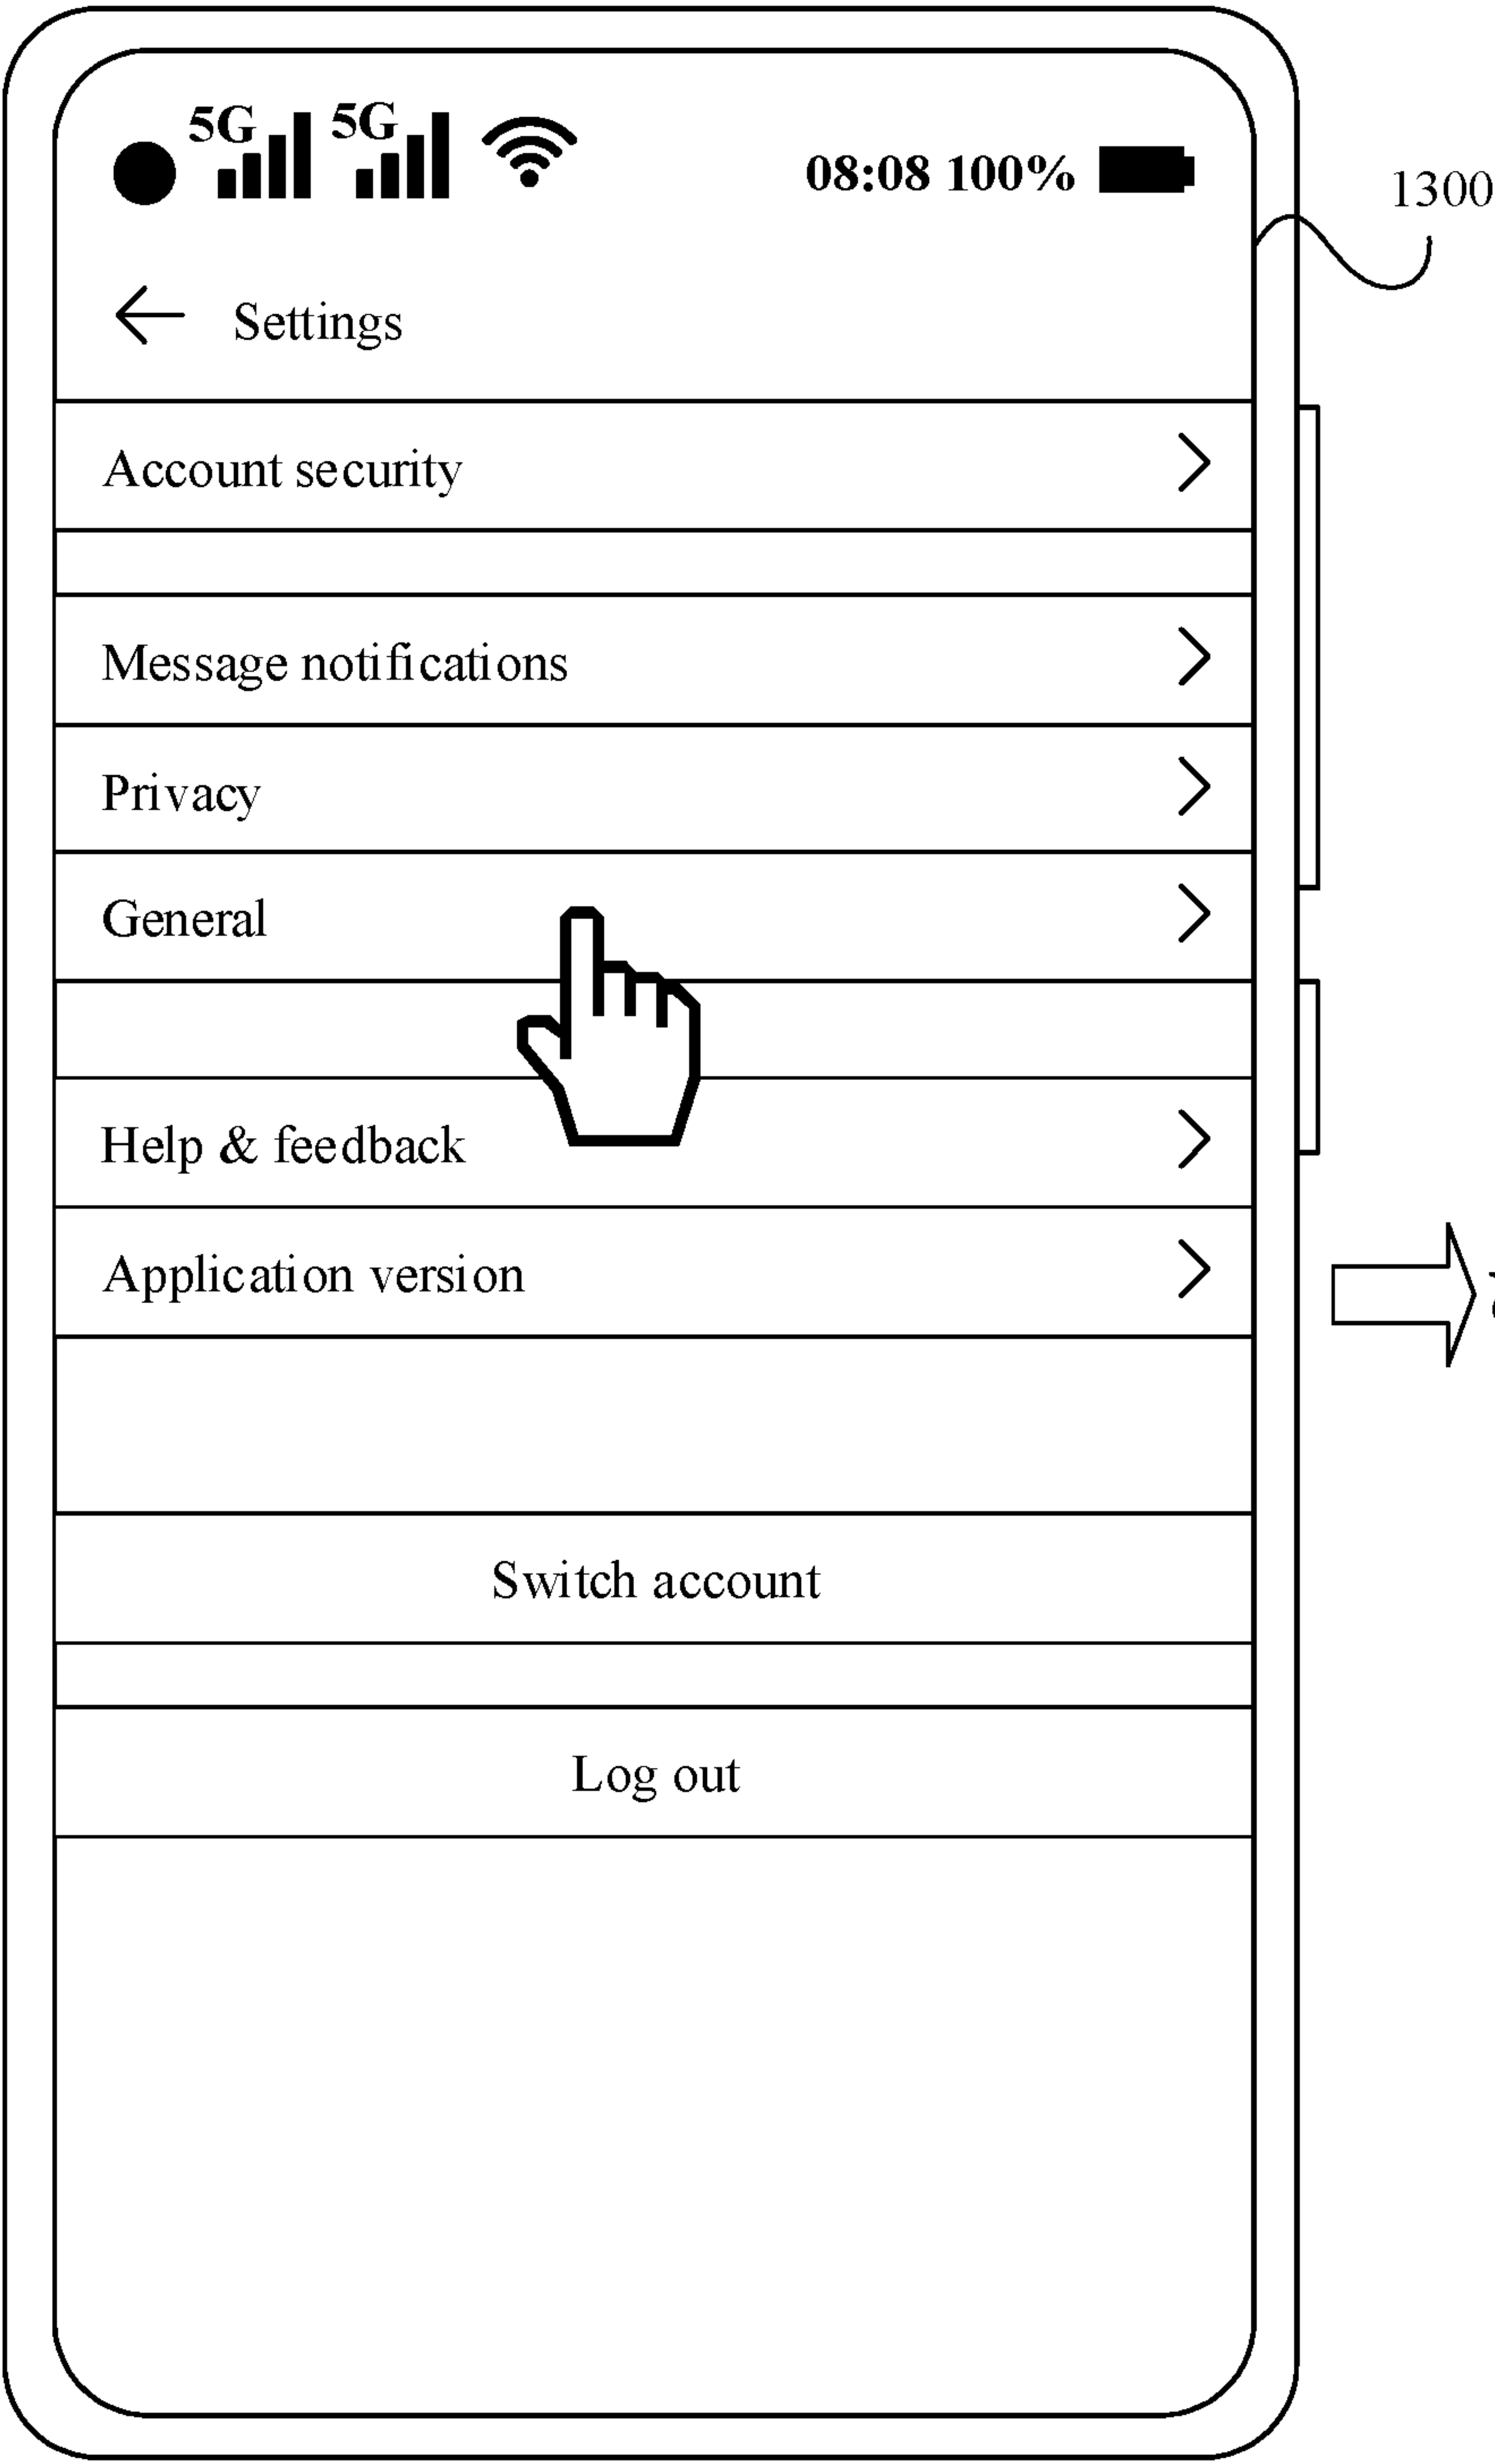 5G 5G 08:08 100%
1300
Settings
Account security
Message notifications
Privacy
General
Help & feedback
Application version
Switch account
Log out